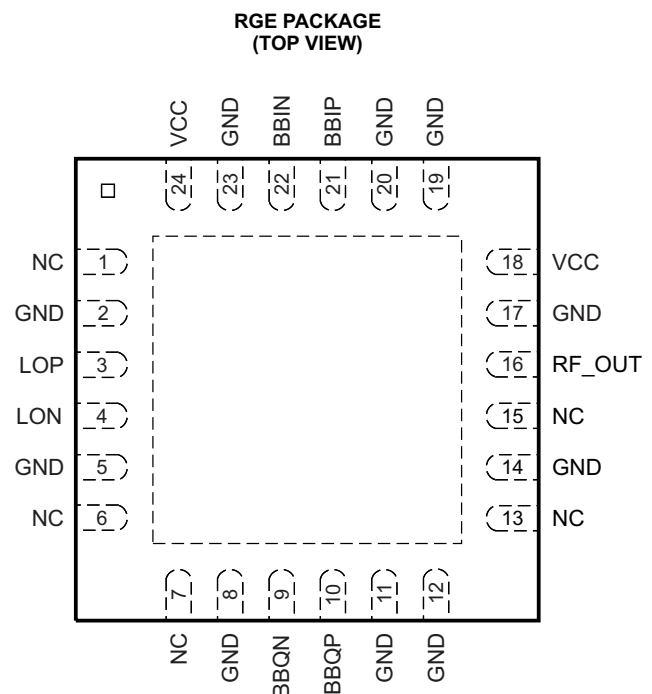 RGE PACKAGE
(TOP VIEW)
VCC
GND
BBIN
BBIP
GND
GND
24
23
22
21
20
19
NC 1
GND 2
LOP 3
LON 4
GND 5
NC 6
18 VCC
17 GND
16 RF_OUT
15 NC
14 GND
13 NC
7
8
9
10
11
12
NC
GND
BBQN
BBQP
GND
GND